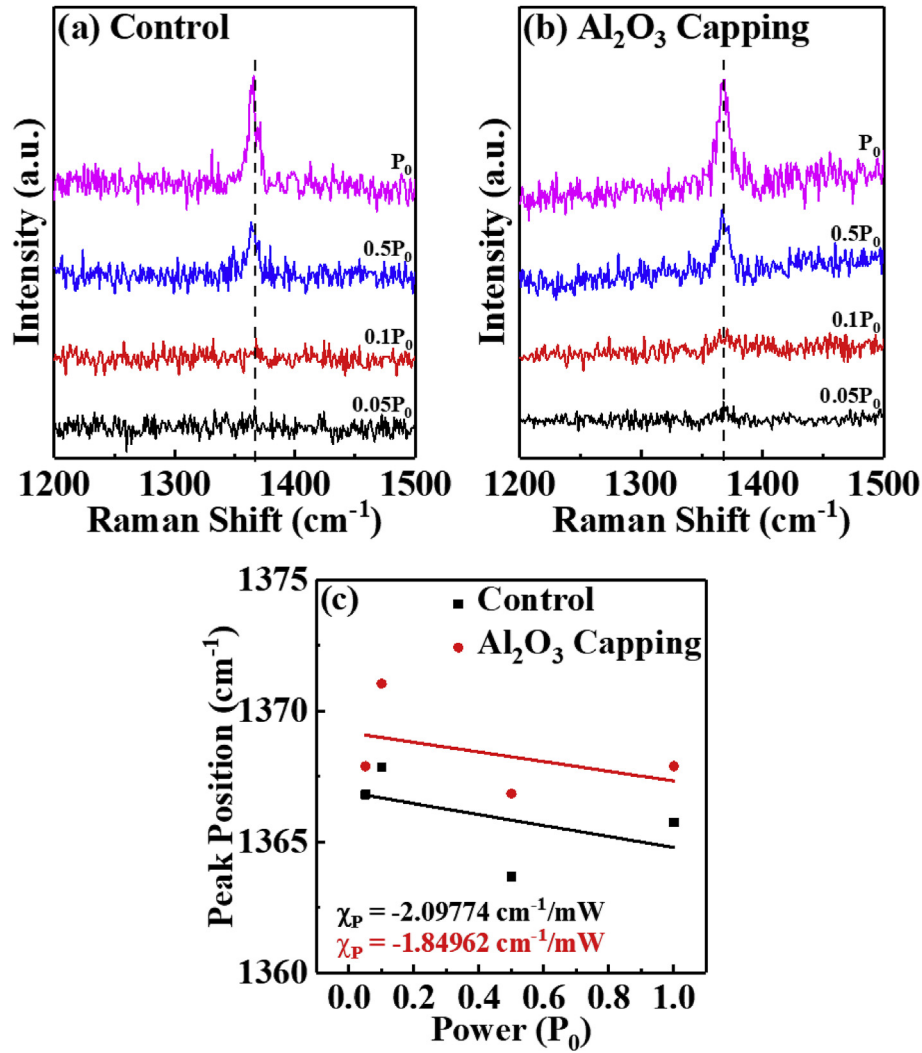 (a) Control
P₀
0.5P₀
0.1P₀
0.05P₀
Intensity (a.u.)
1200 1300 1400 1500
Raman Shift (cm⁻¹)
(b) Al₂O₃ Capping
P₀
0.5P₀
0.1P₀
0.05P₀
Intensity (a.u.)
1200 1300 1400 1500
Raman Shift (cm⁻¹)
(c)
Control
Al₂O₃ Capping
1375
1370
1365
1360
Peak Position (cm⁻¹)
χ_P = -2.09774 cm⁻¹/mW
χ_P = -1.84962 cm⁻¹/mW
0.0 0.2 0.4 0.6 0.8 1.0
Power (P₀)